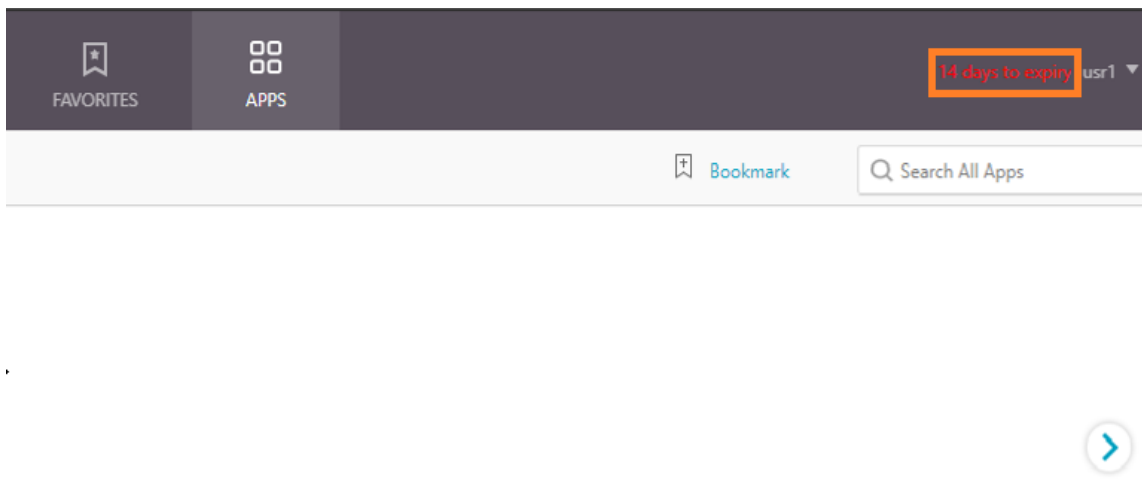 FAVORITES
APPS
14 days to expiry usr1
Bookmark
Search All Apps